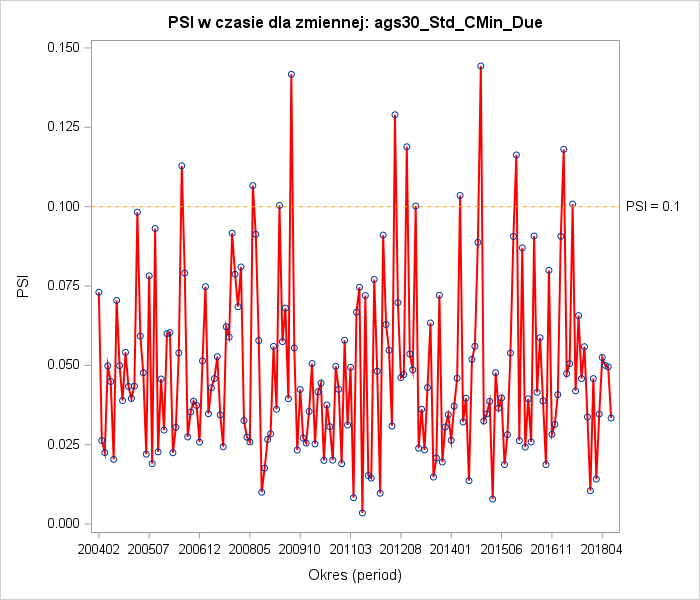 PSI w czasie dla zmiennej: ags30_Std_CMin_Due
0.150
0.125
0.100
0.075
0.050
0.025
0.000
PSI
PSI = 0.1
200402 200507 200612 200805 200910 201103 201208 201401 201506 201611 201804
Okres (period)